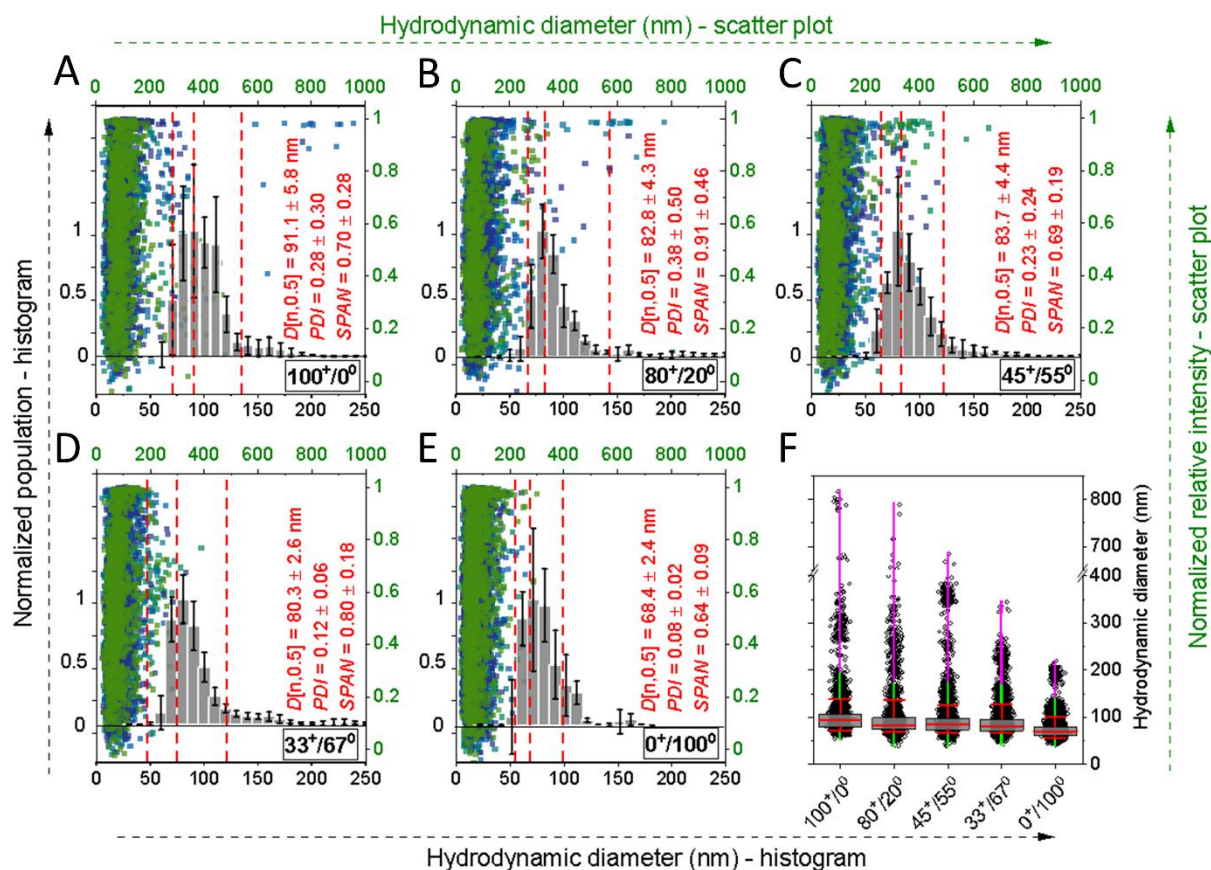 Hydrodynamic diameter (nm) - scatter plot
Normalized population - histogram
Normalized relative intensity - scatter plot
A
0 200 400 600 800 1000
1
0.5
0
1
0.8
0.6
0.4
0.2
0
D[n,0.5] = 91.1 ± 5.8 nm
PDI = 0.28 ± 0.30
SPAN = 0.70 ± 0.28
100⁺/0⁰
0 50 100 150 200 250
B
0 200 400 600 800 1000
1
0.5
0
1
0.8
0.6
0.4
0.2
0
D[n,0.5] = 82.8 ± 4.3 nm
PDI = 0.38 ± 0.50
SPAN = 0.91 ± 0.46
80⁺/20⁰
0 50 100 150 200 250
C
0 200 400 600 800 1000
1
0.5
0
1
0.8
0.6
0.4
0.2
0
D[n,0.5] = 83.7 ± 4.4 nm
PDI = 0.23 ± 0.24
SPAN = 0.69 ± 0.19
45⁺/55⁰
0 50 100 150 200 250
D
0 200 400 600 800 1000
1
0.5
0
1
0.8
0.6
0.4
0.2
0
D[n,0.5] = 80.3 ± 2.6 nm
PDI = 0.12 ± 0.06
SPAN = 0.80 ± 0.18
33⁺/67⁰
0 50 100 150 200 250
E
0 200 400 600 800 1000
1
0.5
0
1
0.8
0.6
0.4
0.2
0
D[n,0.5] = 68.4 ± 2.4 nm
PDI = 0.08 ± 0.02
SPAN = 0.64 ± 0.09
0⁺/100⁰
0 50 100 150 200 250
F
800
700
400
300
200
100
0
Hydrodynamic diameter (nm)
100⁺/0⁰
80⁺/20⁰
45⁺/55⁰
33⁺/67⁰
0⁺/100⁰
Hydrodynamic diameter (nm) - histogram